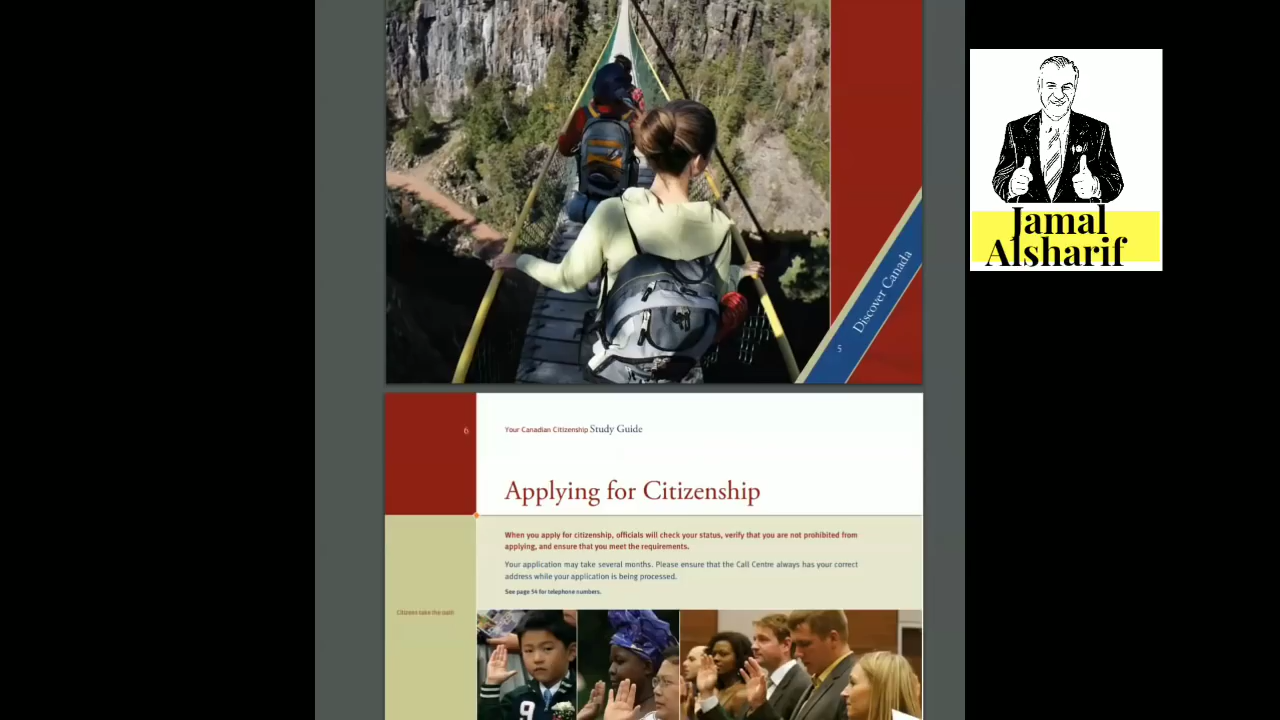 Discover Canada
5
Jamal
Alsharif
6
Your Canadian Citizenship Study Guide
Applying for Citizenship
When you apply for citizenship, officials will check your status, verify that you are not prohibited from
applying, and ensure that you meet the requirements.
Your application may take several months. Please ensure that the Call Centre always has your correct
address while your application is being processed.
See page 54 for telephone numbers.
Citizens take the oath
9